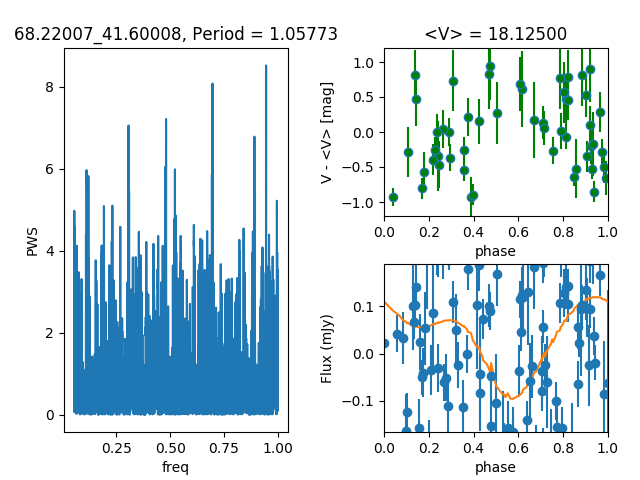 68.22007_41.60008, Period = 1.05773
<V> = 18.12500
PWS
8
6
4
2
0
0.25 0.50 0.75 1.00
freq
V - <V> [mag]
1.0
0.5
0.0
−0.5
−1.0
0.0 0.2 0.4 0.6 0.8 1.0
phase
Flux (mJy)
0.1
0.0
−0.1
0.0 0.2 0.4 0.6 0.8 1.0
phase